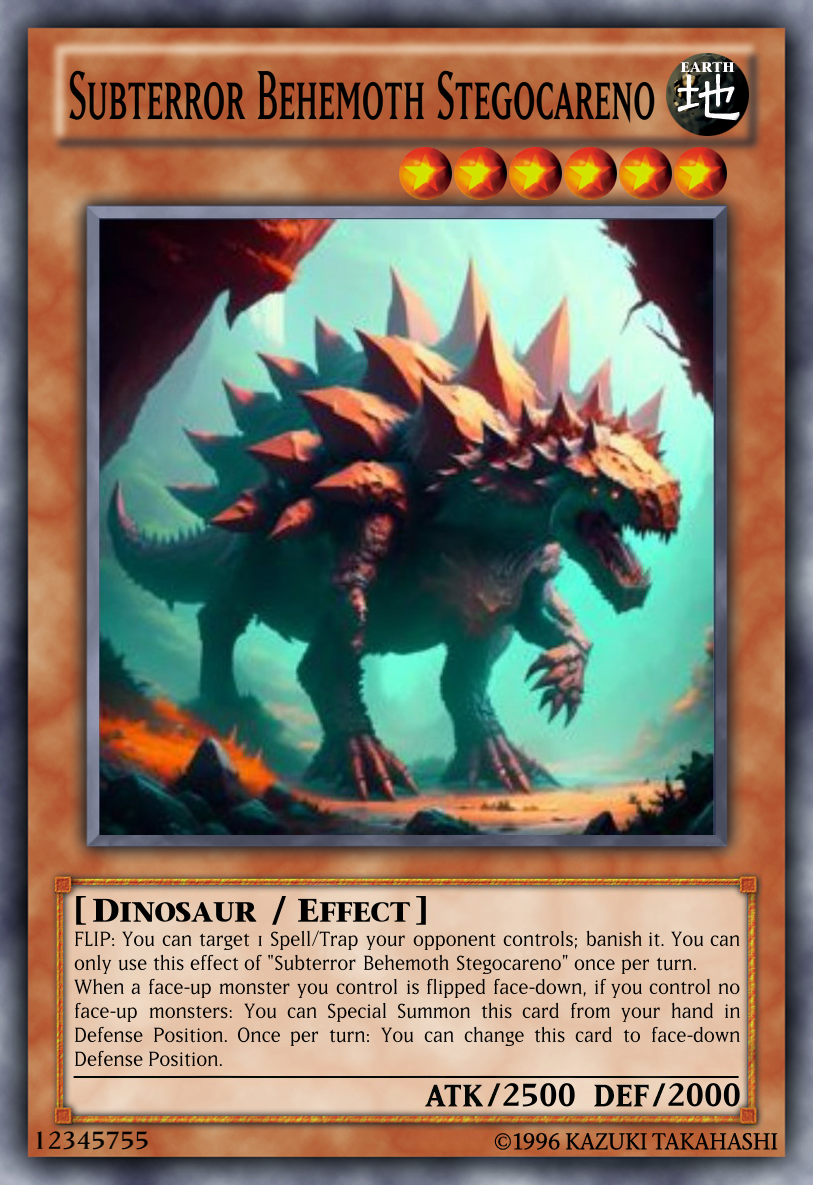 SUBTERROR BEHEMOTH STEGOCARENO
EARTH
地
[ DINOSAUR / EFFECT ]
FLIP: You can target 1 Spell/Trap your opponent controls; banish it. You can
only use this effect of "Subterror Behemoth Stegocareno" once per turn.
When a face-up monster you control is flipped face-down, if you control no
face-up monsters: You can Special Summon this card from your hand in
Defense Position. Once per turn: You can change this card to face-down
Defense Position.
ATK/2500 DEF/2000
12345755
©1996 KAZUKI TAKAHASHI